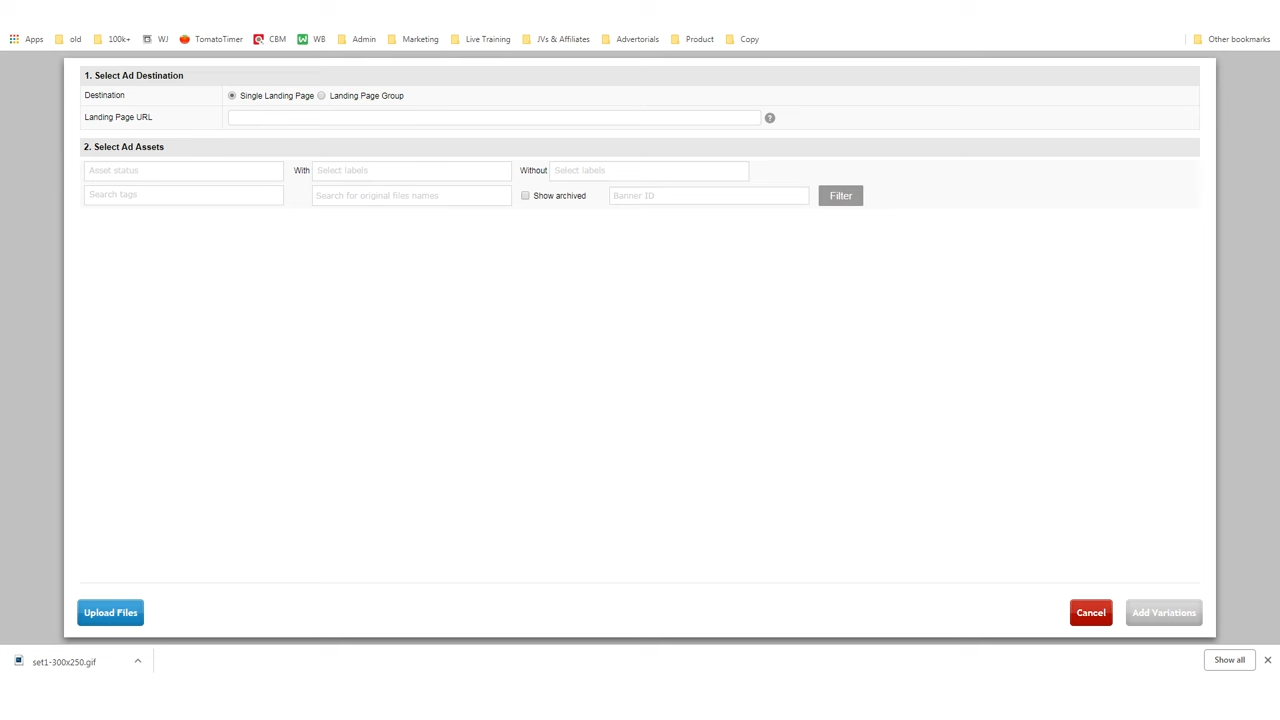 Apps old 100k+ WJ TomatoTimer CBM WB Admin Marketing Live Training JVs & Affiliates Advertorials Product Copy Other bookmarks
1. Select Ad Destination
Destination Single Landing Page Landing Page Group
Landing Page URL ?
2. Select Ad Assets
Asset status With Select labels Without Select labels
Search tags Search for original files names Show archived Banner ID Filter
Upload Files Cancel Add Variations
set1-300x250.gif Show all